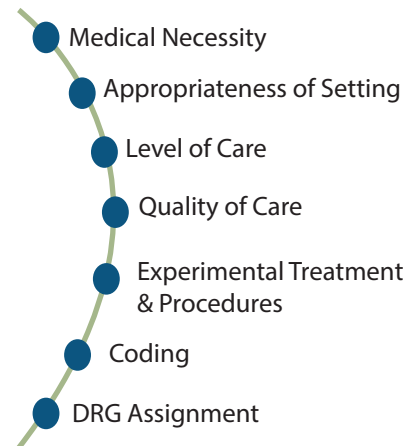 Medical Necessity
Appropriateness of Setting
Level of Care
Quality of Care
Experimental Treatment
& Procedures
Coding
DRG Assignment